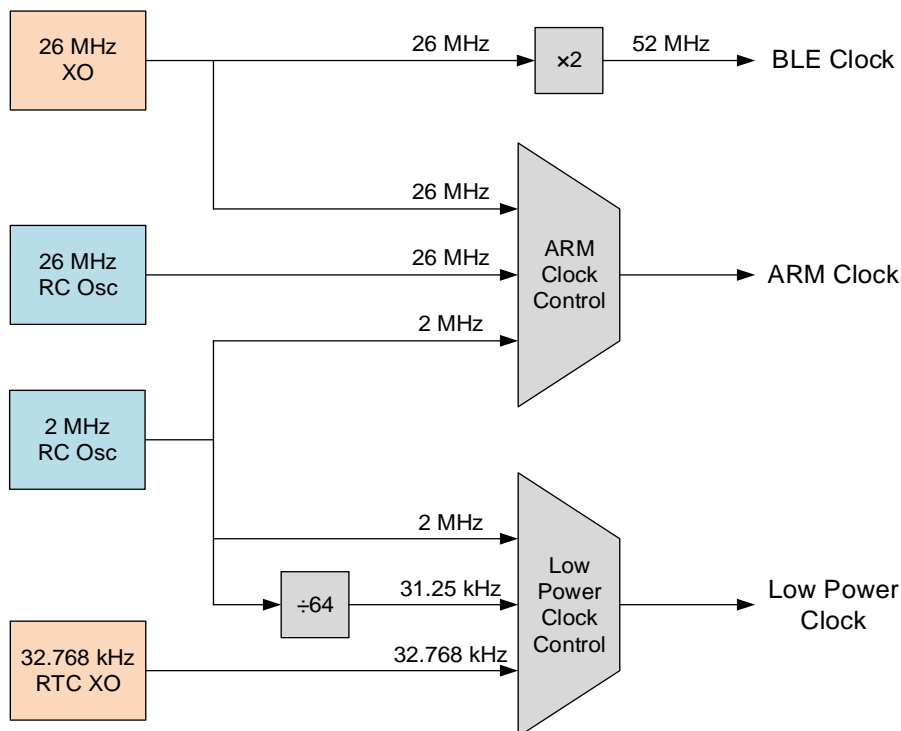 26 MHz
XO
26 MHz
×2
52 MHz
BLE Clock
26 MHz
26 MHz
RC Osc
26 MHz
ARM
Clock
Control
ARM Clock
2 MHz
2 MHz
RC Osc
2 MHz
÷64
31.25 kHz
Low
Power
Clock
Control
Low Power
Clock
32.768 kHz
RTC XO
32.768 kHz